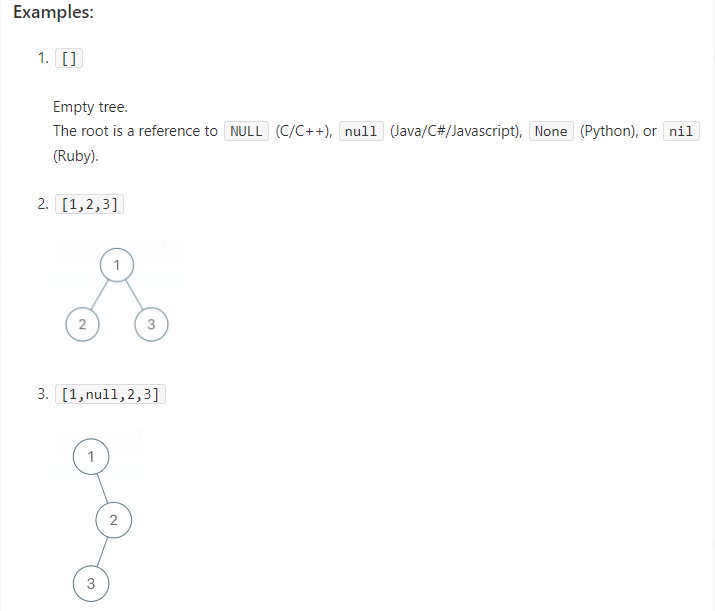 Examples:
1. []
Empty tree.
The root is a reference to NULL (C/C++), null (Java/C#/Javascript), None (Python), or nil
(Ruby).
2. [1,2,3]
1
2 3
3. [1,null,2,3]
1
2
3